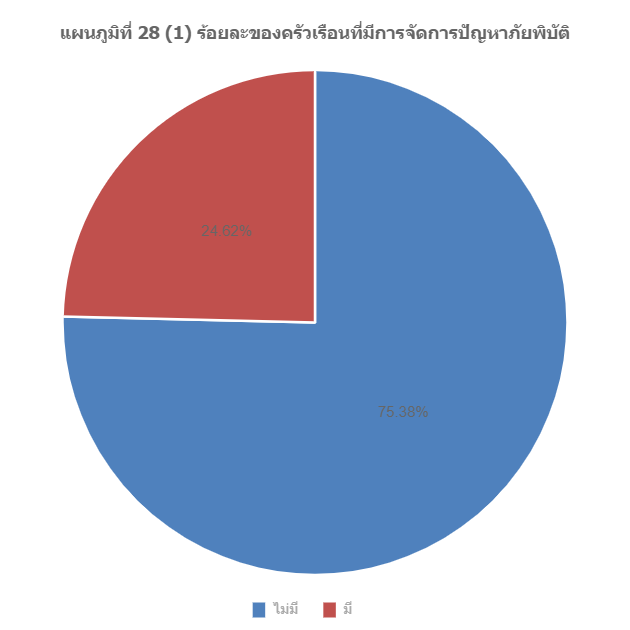 แผนภูมิที่ 28 (1) ร้อยละของครัวเรือนที่มีการจัดการปัญหาภัยพิบัติ
24.62%
75.38%
ไม่มี มี